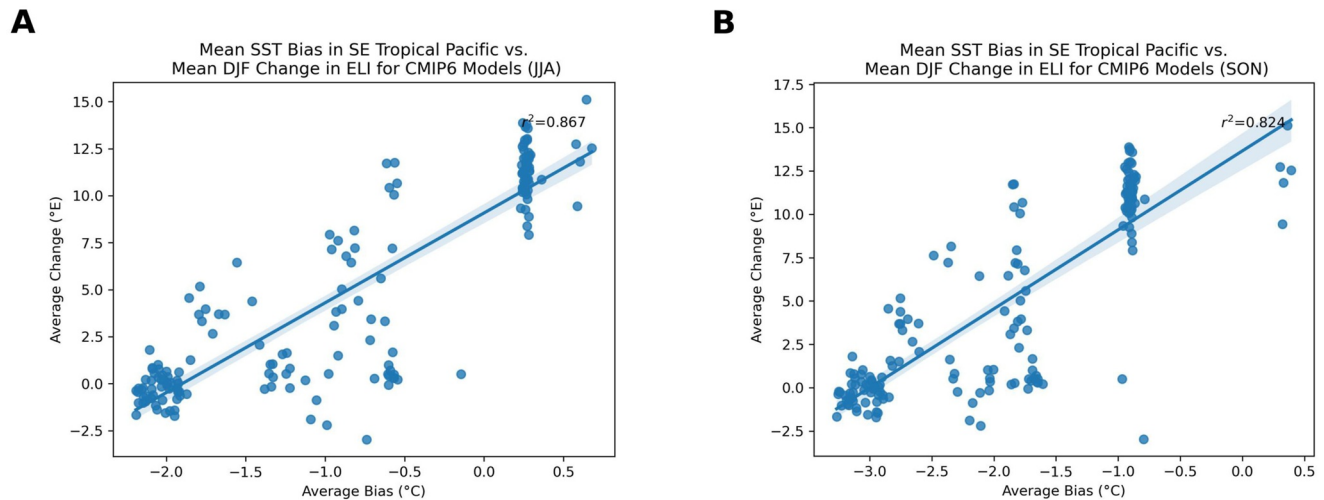 A
Mean SST Bias in SE Tropical Pacific vs.
Mean DJF Change in ELI for CMIP6 Models (JJA)
15.0
12.5
10.0
7.5
5.0
2.5
0.0
−2.5
Average Change (°E)
r²=0.867
−2.0
−1.5
−1.0
−0.5
0.0
0.5
Average Bias (°C)
B
Mean SST Bias in SE Tropical Pacific vs.
Mean DJF Change in ELI for CMIP6 Models (SON)
17.5
15.0
12.5
10.0
7.5
5.0
2.5
0.0
−2.5
Average Change (°E)
r²=0.824
−3.0
−2.5
−2.0
−1.5
−1.0
−0.5
0.0
0.5
Average Bias (°C)